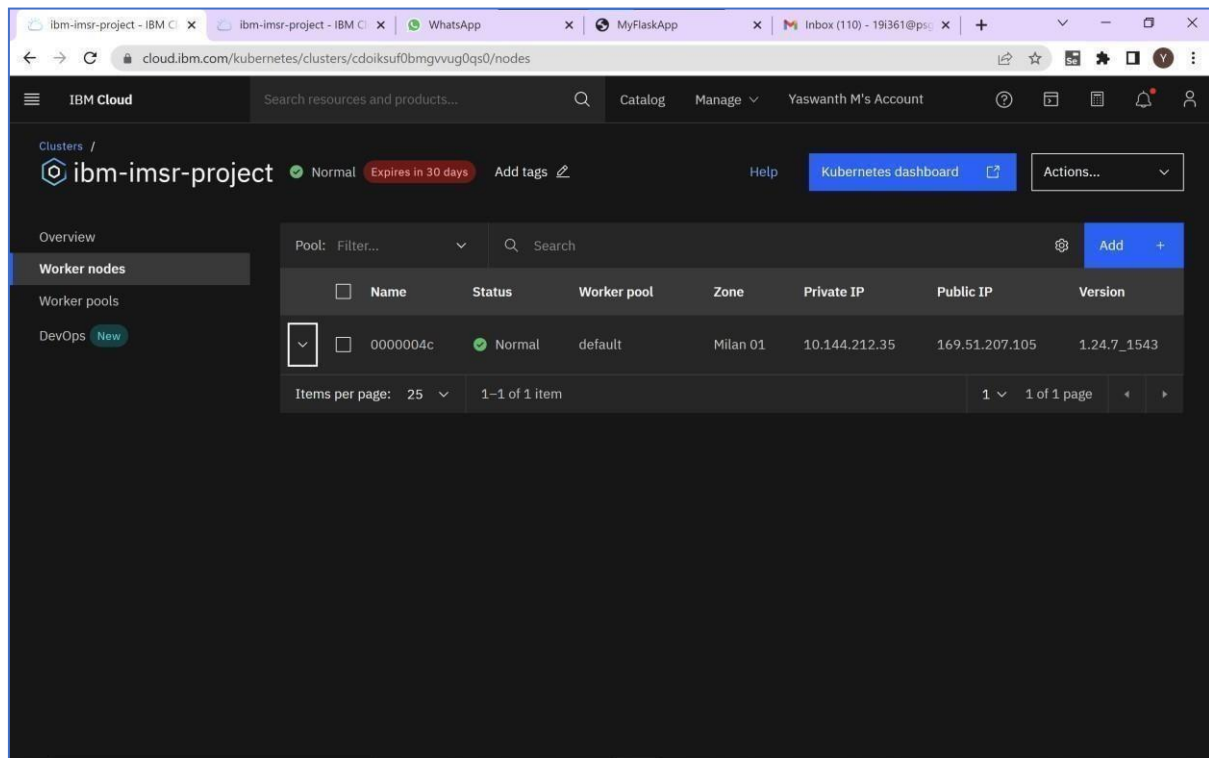 ibm-imsr-project - IBM Cl ibm-imsr-project - IBM Cl WhatsApp MyFlaskApp Inbox (110) - 19i361@psg
cloud.ibm.com/kubernetes/clusters/cdeiksuf0bmgvvug0qs0/nodes Se Y
IBM Cloud Search resources and products... Catalog Manage Yaswanth M's Account
Clusters /
ibm-imsr-project Normal Expires in 30 days Add tags Help Kubernetes dashboard Actions...
Overview
Worker nodes
Worker pools
DevOps New
Pool: Filter... Search Add +
Name Status Worker pool Zone Private IP Public IP Version
0000004c Normal default Milan 01 10.144.212.35 169.51.207.105 1.24.7_1543
Items per page: 25 1–1 of 1 item 1 1 of 1 page